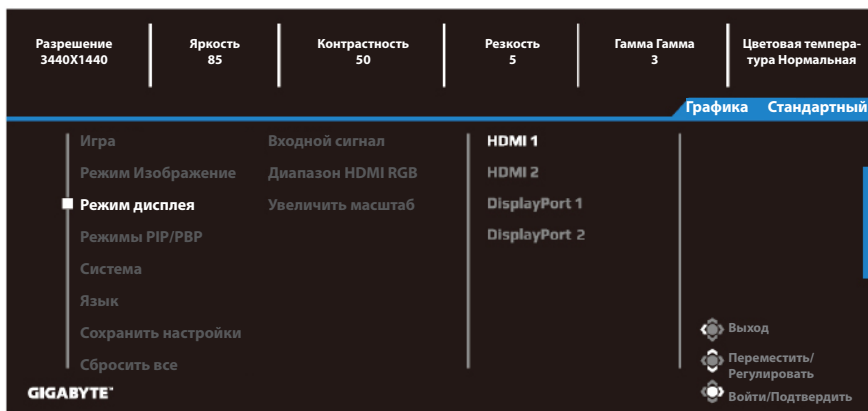 Разрешение
3440X1440
Яркость
85
Контрастность
50
Резкость
5
Гамма Гамма
3
Цветовая темпера-
тура Нормальная
Графика Стандартный
Игра
Режим Изображение
Режим дисплея
Режимы PIP/PBP
Система
Язык
Сохранить настройки
Сбросить все
Входной сигнал
Диапазон HDMI RGB
Увеличить масштаб
HDMI 1
HDMI 2
DisplayPort 1
DisplayPort 2
Выход
Переместить/
Регулировать
Войти/Подтвердить
GIGABYTE™